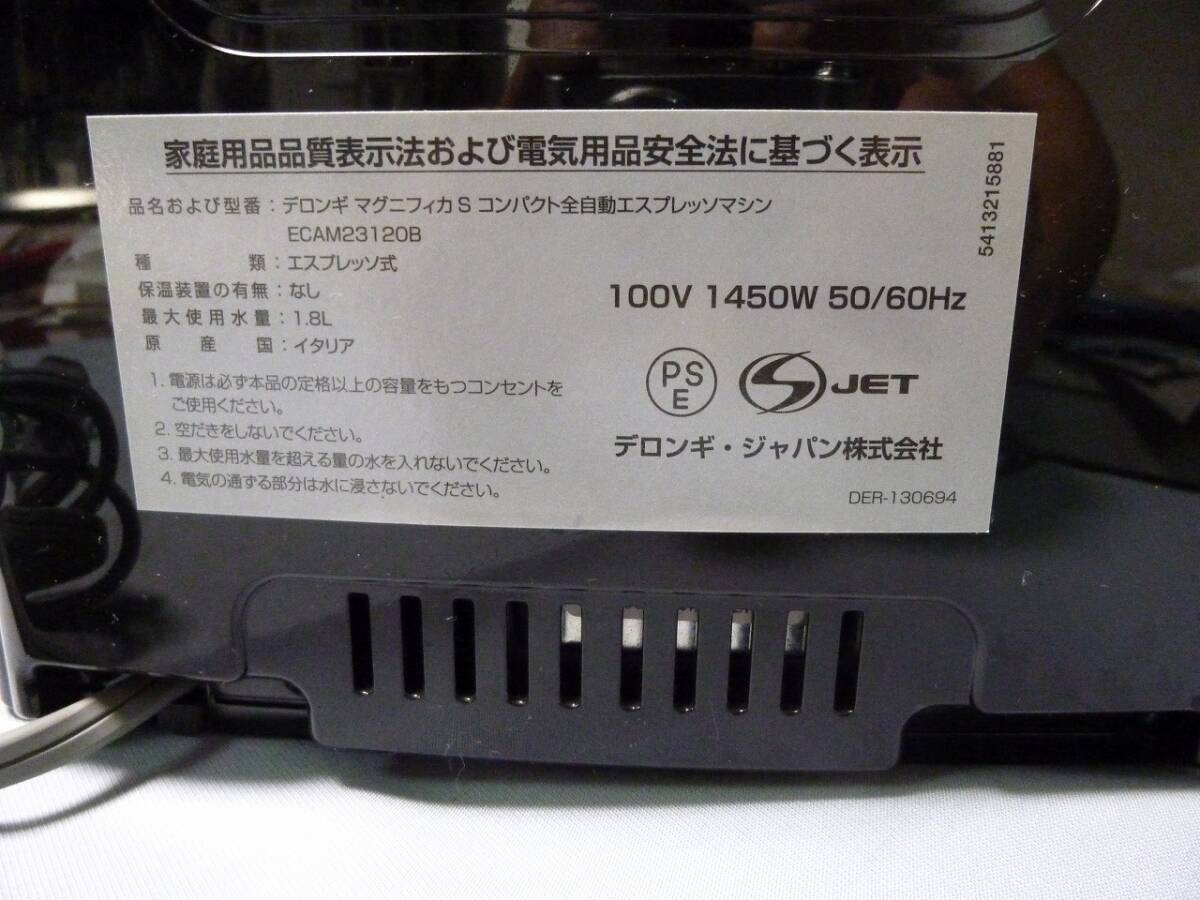 家庭用品品質表示法および電気用品安全法に基づく表示
品名および型番：デロンギ マグニフィカ S コンパクト全自動エスプレッソマシン
ECAM23120B
種類：エスプレッソ式
保温装置の有無：なし
最大使用水量：1.8L
原産国：イタリア
1. 電源は必ず本品の定格以上の容量をもつコンセントを
ご使用ください。
2. 空だきをしないでください。
3. 最大使用水量を超える量の水を入れないでください。
4. 電気の通ずる部分は水に浸さないでください。
100V 1450W 50/60Hz
PS
E
JET
デロンギ・ジャパン株式会社
DER-130694
5413215881